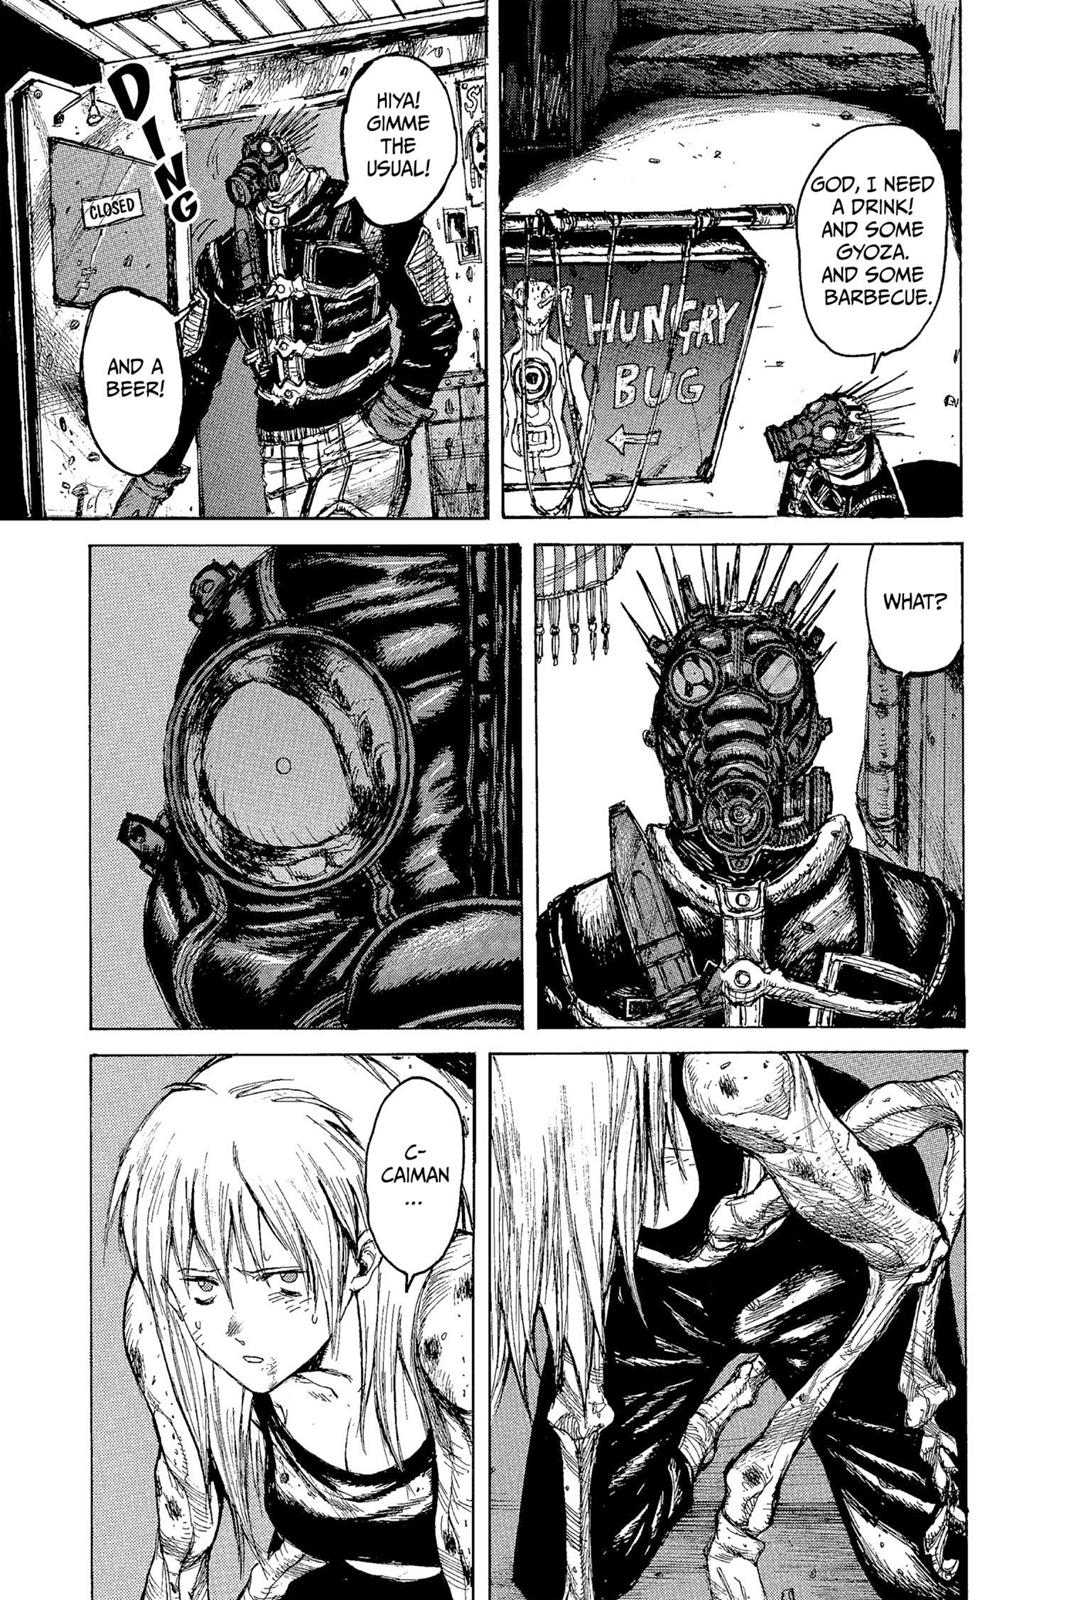 GOD, I NEED
A DRINK!
AND SOME
GYOZA.
AND SOME
BARBECUE.
HUNGRY
BUG
DING
HIYA!
GIMME
THE
USUAL!
CLOSED
AND A
BEER!
WHAT?
C-
CAIMAN
...